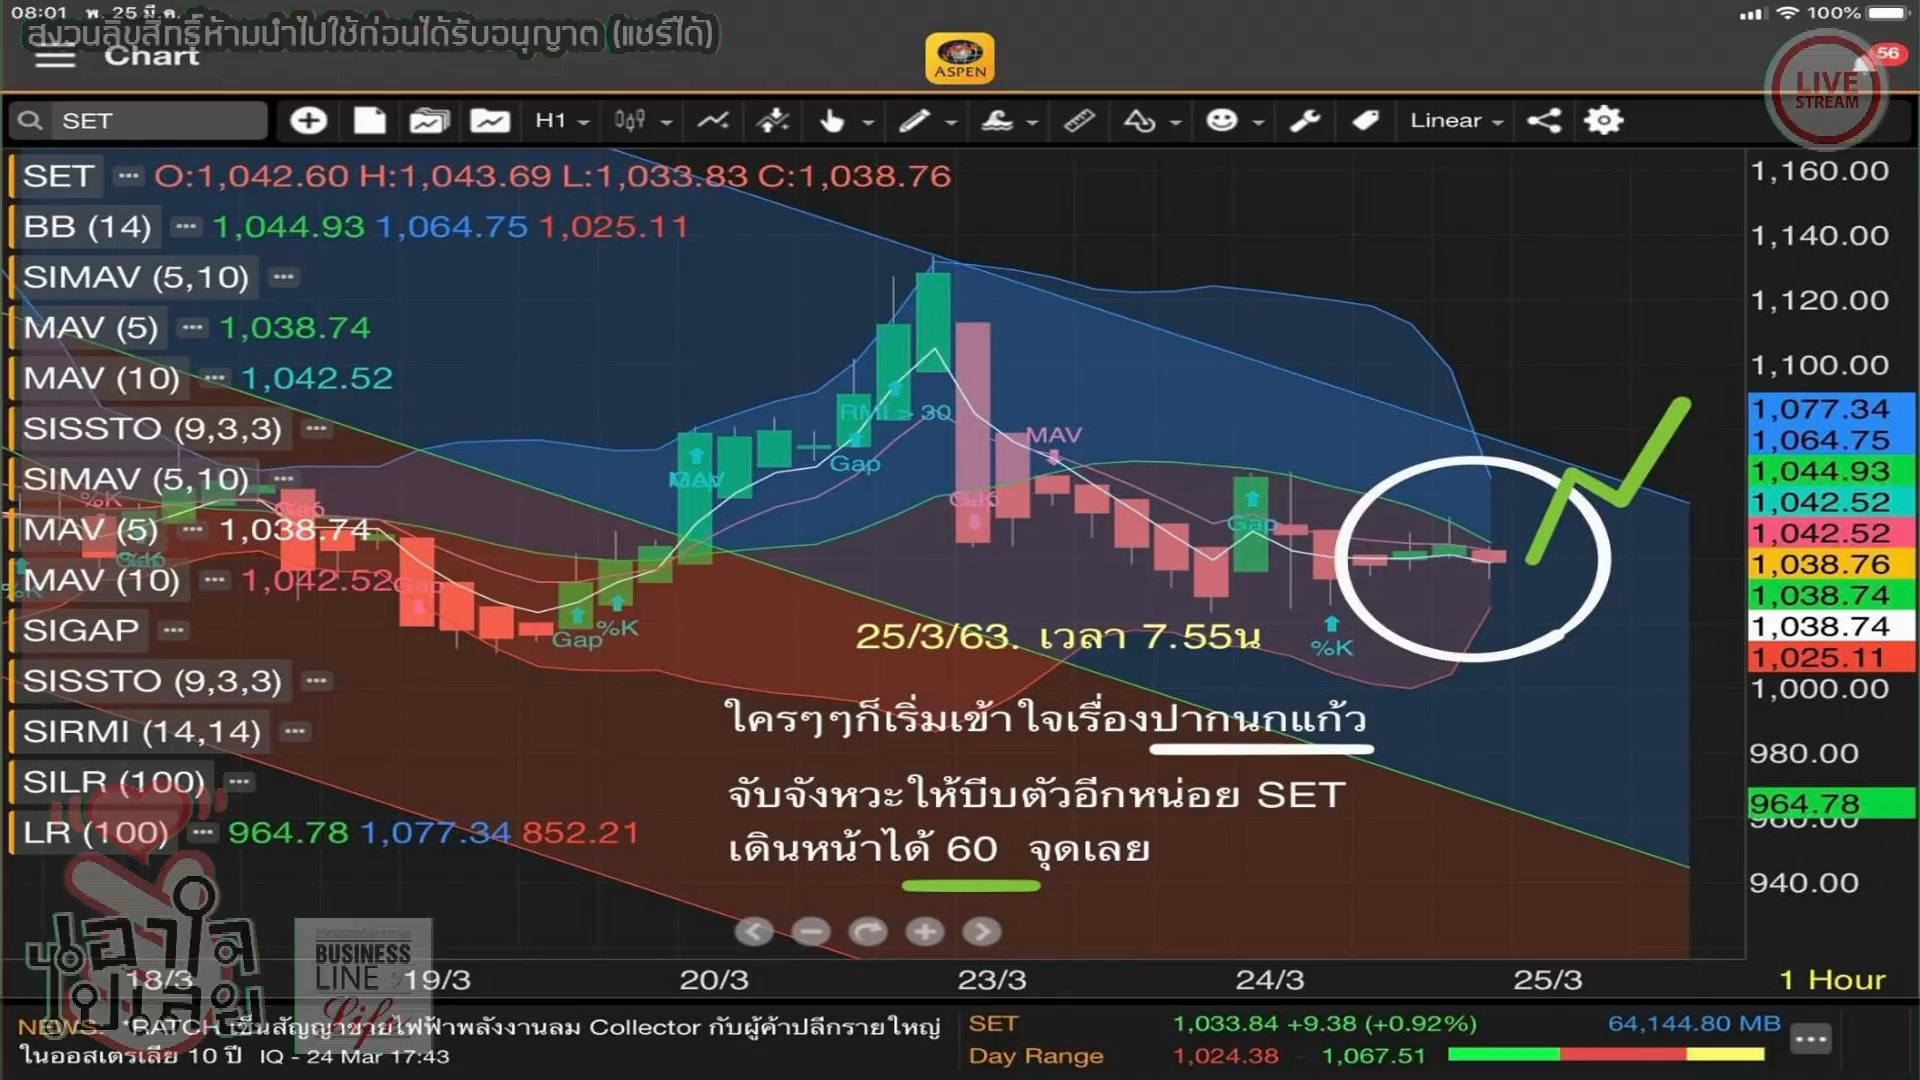 08:01 พ. 25 มี.ค.
100%
สงวนลิขสิทธิ์ห้ามนำไปใช้ก่อนได้รับอนุญาต (แชร์ได้)
Chart
ASPEN
56
LIVE
STREAM
SET
H1
Linear
SET O:1,042.60 H:1,043.69 L:1,033.83 C:1,038.76
BB (14) 1,044.93 1,064.75 1,025.11
SIMAV (5,10)
MAV (5) 1,038.74
MAV (10) 1,042.52
SISSTO (9,3,3)
SIMAV (5,10)
MAV (5) 1,038.74
MAV (10) 1,042.52
SIGAP
SISSTO (9,3,3)
SIRMI (14,14)
SILR (100)
LR (100) 964.78 1,077.34 852.21
%K
Gap
Gap
%K
MAV
RMI > 30
Gap
MAV
Gap
%K
1,160.00
1,140.00
1,120.00
1,100.00
1,077.34
1,064.75
1,044.93
1,042.52
1,042.52
1,038.76
1,038.74
1,038.74
1,025.11
1,000.00
980.00
964.78
960.00
940.00
25/3/63. เวลา 7.55น
ใครๆๆก็เริ่มเข้าใจเรื่องปากนกแก้ว
จับจังหวะให้บีบตัวอีกหน่อย SET
เดินหน้าได้ 60 จุดเลย
18/3 19/3 20/3 23/3 24/3 25/3 1 Hour
BUSINESS
LINE
Life
NEWS: *RATCH เซ็นสัญญาขายไฟฟ้าพลังงานลม Collector กับผู้ค้าปลีกรายใหญ่
ในออสเตรเลีย 10 ปี IQ - 24 Mar 17:43
SET 1,033.84 +9.38 (+0.92%) 64,144.80 MB
Day Range 1,024.38 - 1,067.51